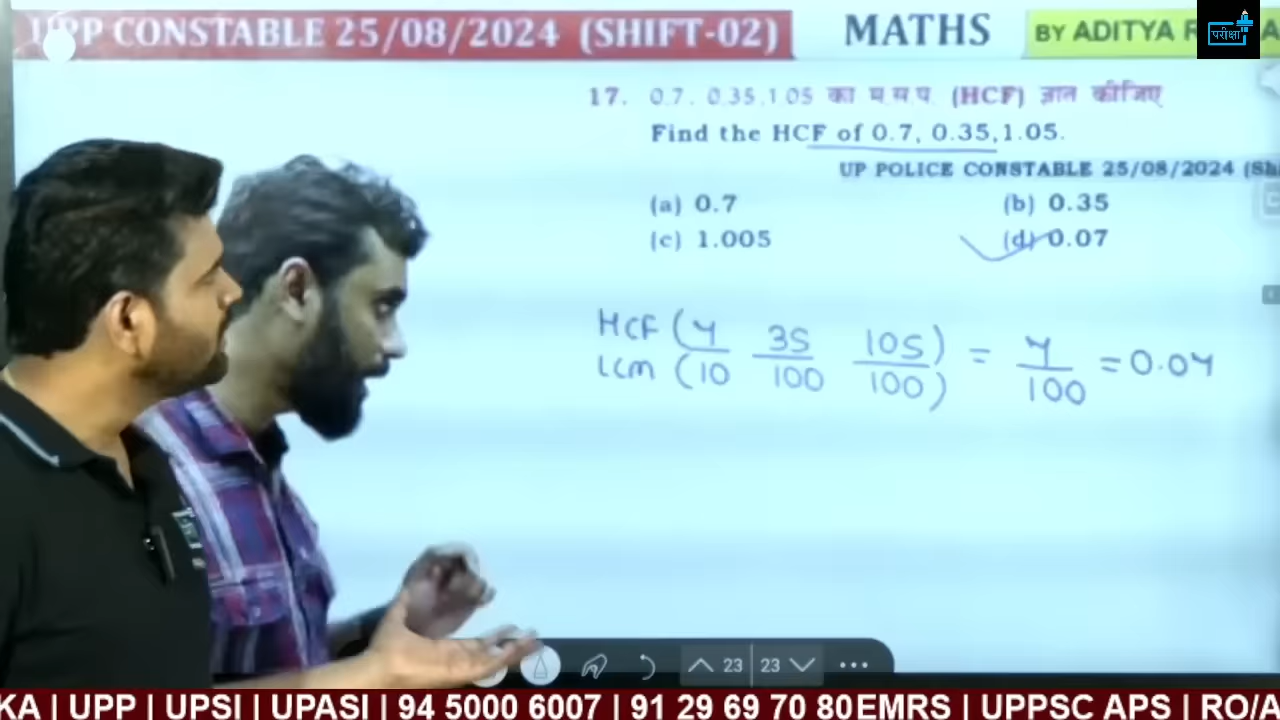 UPP CONSTABLE 25/08/2024 (SHIFT-02)
MATHS
BY ADITYA
परीक्षा
17. 0.7. 0.35,1.05 का म.स.प. (HCF) ज्ञात कीजिए
Find the HCF of 0.7, 0.35,1.05.
UP POLICE CONSTABLE 25/08/2024 (Sh
(a) 0.7
(b) 0.35
(c) 1.005
(d) 0.07
HCF (7 35 105)
LCM (10 100 100)
= 7/100 = 0.07
23 23
KA | UPP | UPSI | UPASI | 94 5000 6007 | 91 29 69 70 80 EMRS | UPPSC APS | RO/A